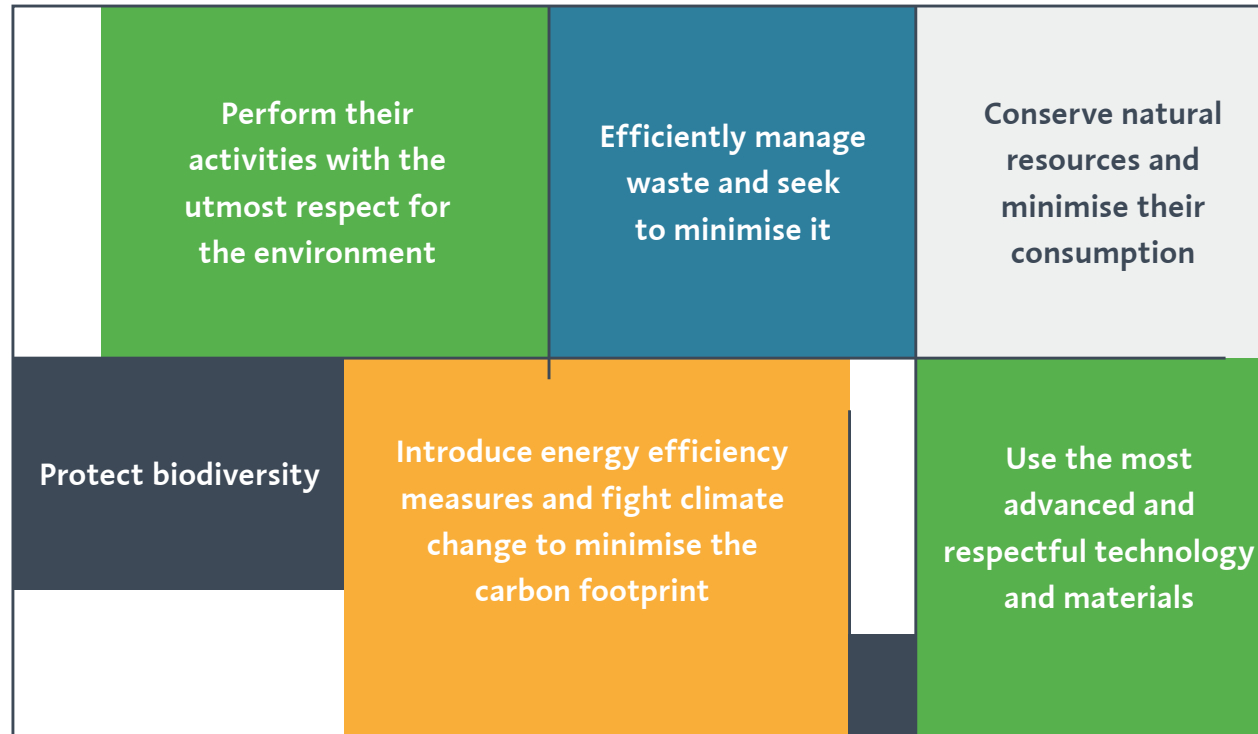 Perform their
activities with the
utmost respect for
the environment
Efficiently manage
waste and seek
to minimise it
Conserve natural
resources and
minimise their
consumption
Protect biodiversity
Introduce energy efficiency
measures and fight climate
change to minimise the
carbon footprint
Use the most
advanced and
respectful technology
and materials